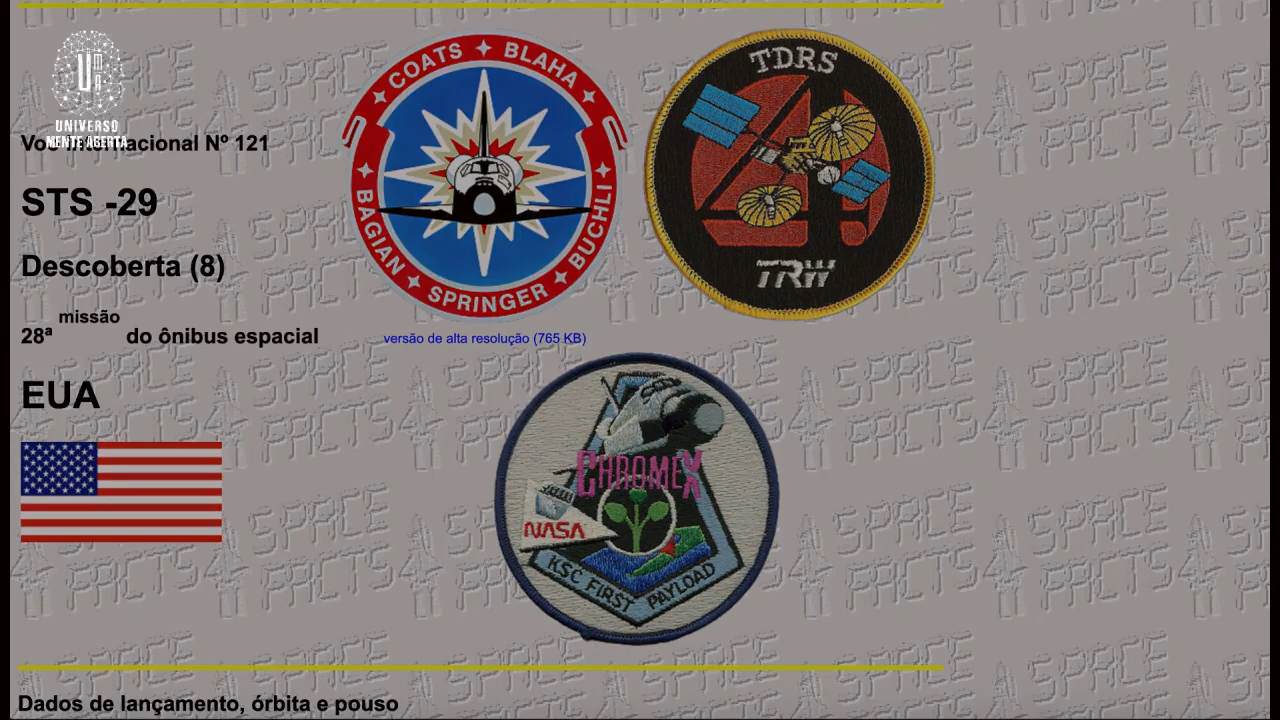 UNIVERSO
MENTE ABERTA
Nº 121
STS -29
Descoberta (8)
28ª missão do ônibus espacial
EUA
COATS ✦ BLAHA
BUCHLI
SPRINGER
BAGIAN
versão de alta resolução (765 KB)
TDRS
TRW
CHROMEX
NASA
KSC FIRST PAYLOAD
SPACE
FACTS
Dados de lançamento, órbita e pouso